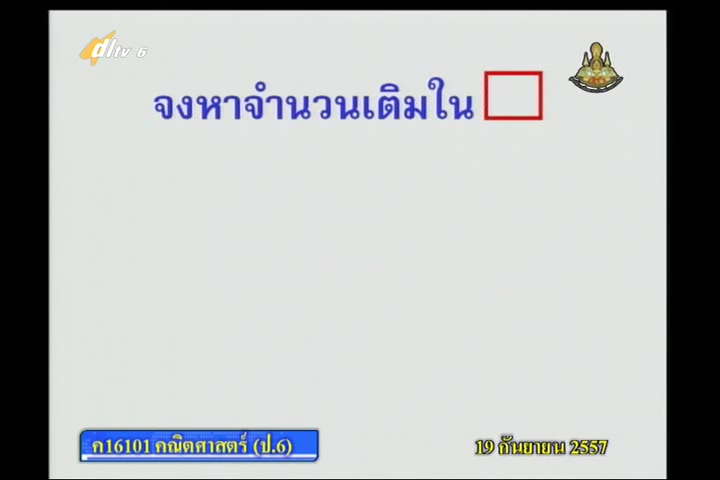 dltv 6
จงหาจำนวนเติมใน
ค16101 คณิตศาสตร์ (ป.6)
19 กันยายน 2557